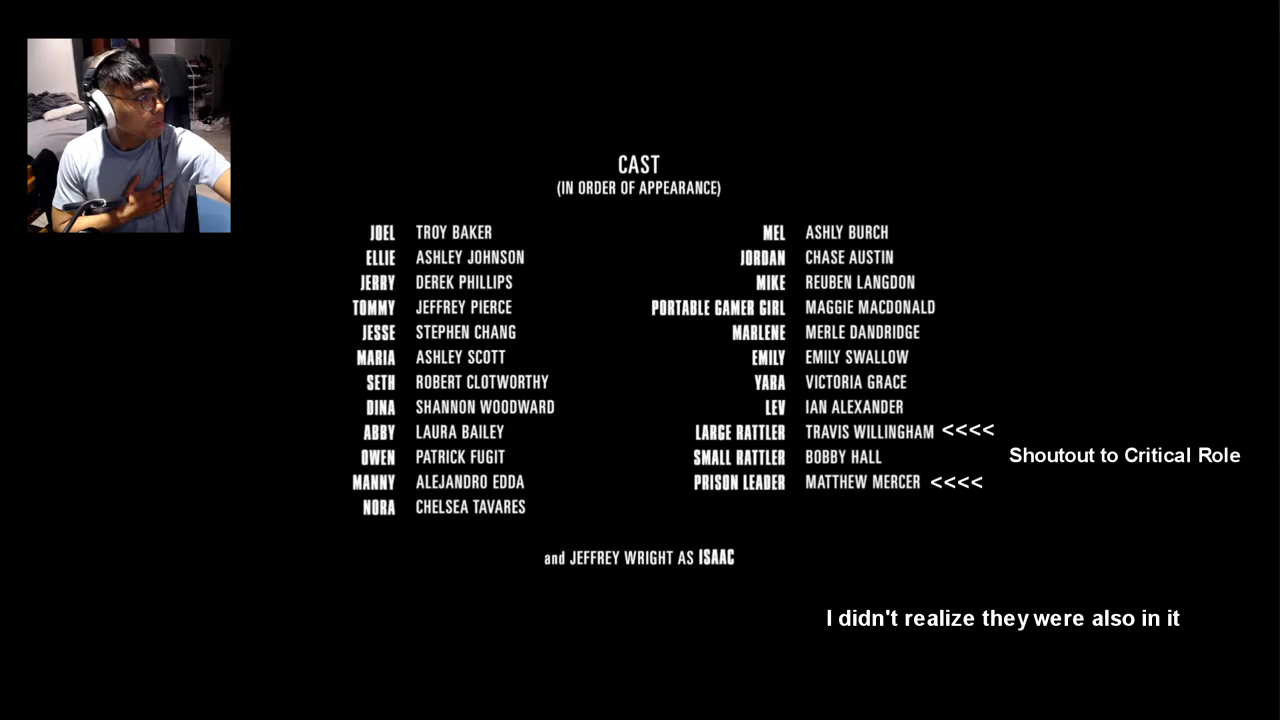 CAST
(IN ORDER OF APPEARANCE)
JOEL TROY BAKER
ELLIE ASHLEY JOHNSON
JERRY DEREK PHILLIPS
TOMMY JEFFREY PIERCE
JESSE STEPHEN CHANG
MARIA ASHLEY SCOTT
SETH ROBERT CLOTWORTHY
DINA SHANNON WOODWARD
ABBY LAURA BAILEY
OWEN PATRICK FUGIT
MANNY ALEJANDRO EDDA
NORA CHELSEA TAVARES
MEL ASHLY BURCH
JORDAN CHASE AUSTIN
MIKE REUBEN LANGDON
PORTABLE GAMER GIRL MAGGIE MACDONALD
MARLENE MERLE DANDRIDGE
EMILY EMILY SWALLOW
YARA VICTORIA GRACE
LEV IAN ALEXANDER
LARGE RATTLER TRAVIS WILLINGHAM <<<<
SMALL RATTLER BOBBY HALL
PRISON LEADER MATTHEW MERCER <<<<
Shoutout to Critical Role
and JEFFREY WRIGHT AS ISAAC
I didn't realize they were also in it